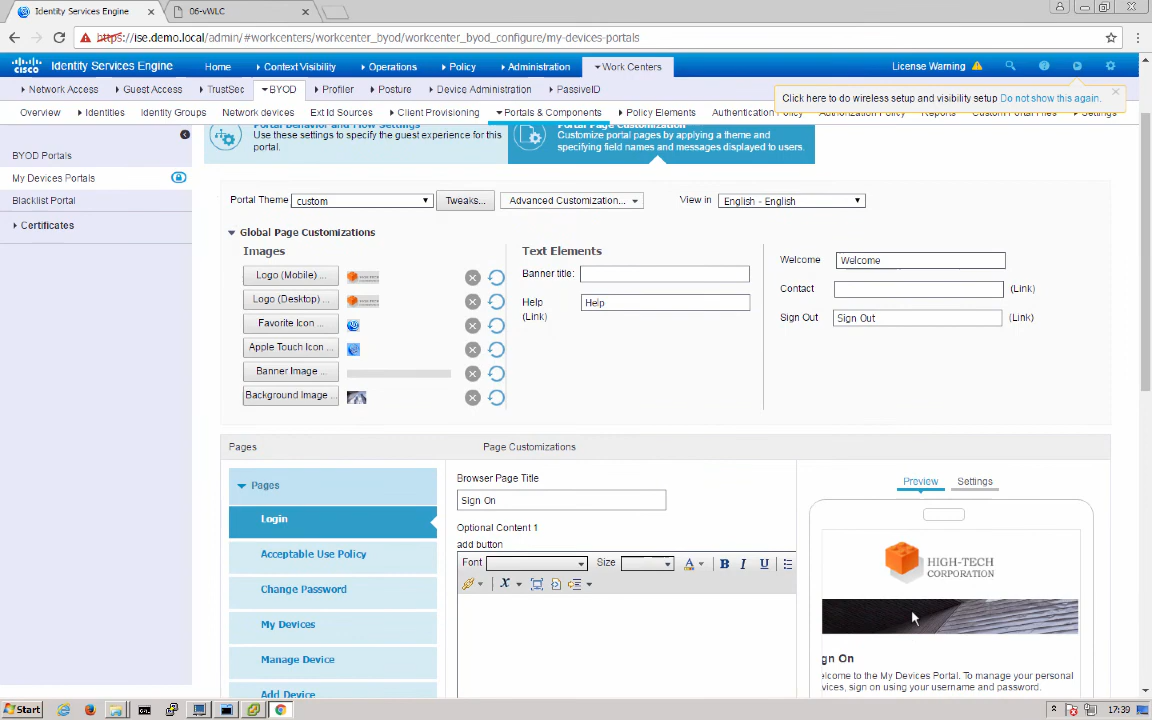 Identity Services Engine
06-vWLC
https://ise.demo.local/admin/#workcenters/workcenter_byod/workcenter_byod_configure/my-devices-portals
cisco Identity Services Engine Home Context Visibility Operations Policy Administration Work Centers License Warning
Network Access Guest Access TrustSec BYOD Profiler Posture Device Administration PassiveID
Click here to do wireless setup and visibility setup Do not show this again.
Overview Identities Identity Groups Network devices Ext Id Sources Client Provisioning Portals & Components Policy Elements Authentication Policy Authorization Policy Reports Custom Portal Files Settings
Portal Behavior and Flow Settings
Use these settings to specify the guest experience for this
portal.
Portal Page Customization
Customize portal pages by applying a theme and
specifying field names and messages displayed to users.
BYOD Portals
My Devices Portals
Blacklist Portal
Certificates
Portal Theme custom Tweaks... Advanced Customization... View in English - English
Global Page Customizations
Images
Logo (Mobile) ...
Logo (Desktop) ...
Favorite Icon ...
Apple Touch Icon ...
Banner Image ...
Background Image ...
Text Elements
Banner title:
Help Help
(Link)
Welcome Welcome
Contact (Link)
Sign Out Sign Out (Link)
Pages Page Customizations
Pages
Login
Acceptable Use Policy
Change Password
My Devices
Manage Device
Add Device
Browser Page Title
Sign On
Optional Content 1
add button
Font Size A B I U
X
Preview Settings
HIGH-TECH
CORPORATION
gn On
elcome to the My Devices Portal. To manage your personal
vices, sign on using your username and password.
Start 17:39